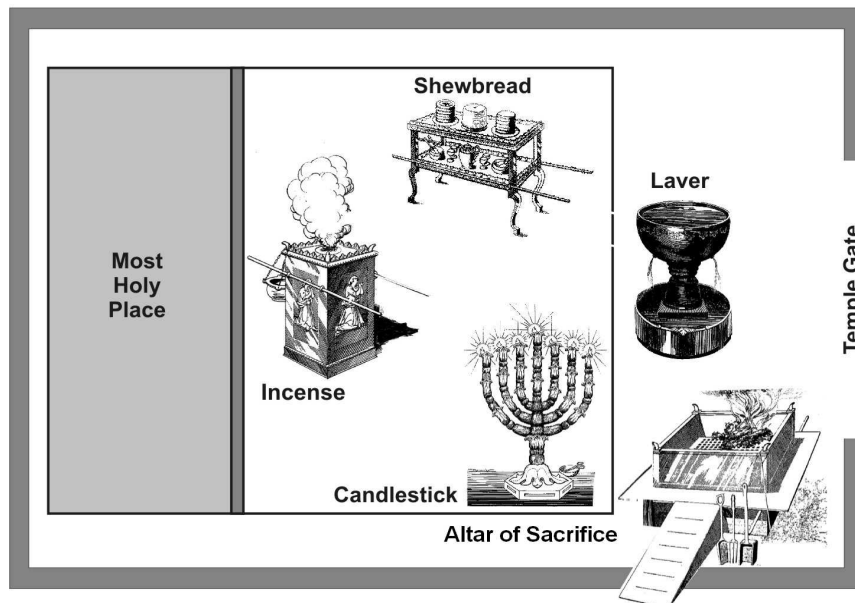 Shewbread
Laver
Most
Holy
Place
Temple Gate
Incense
Candlestick
Altar of Sacrifice